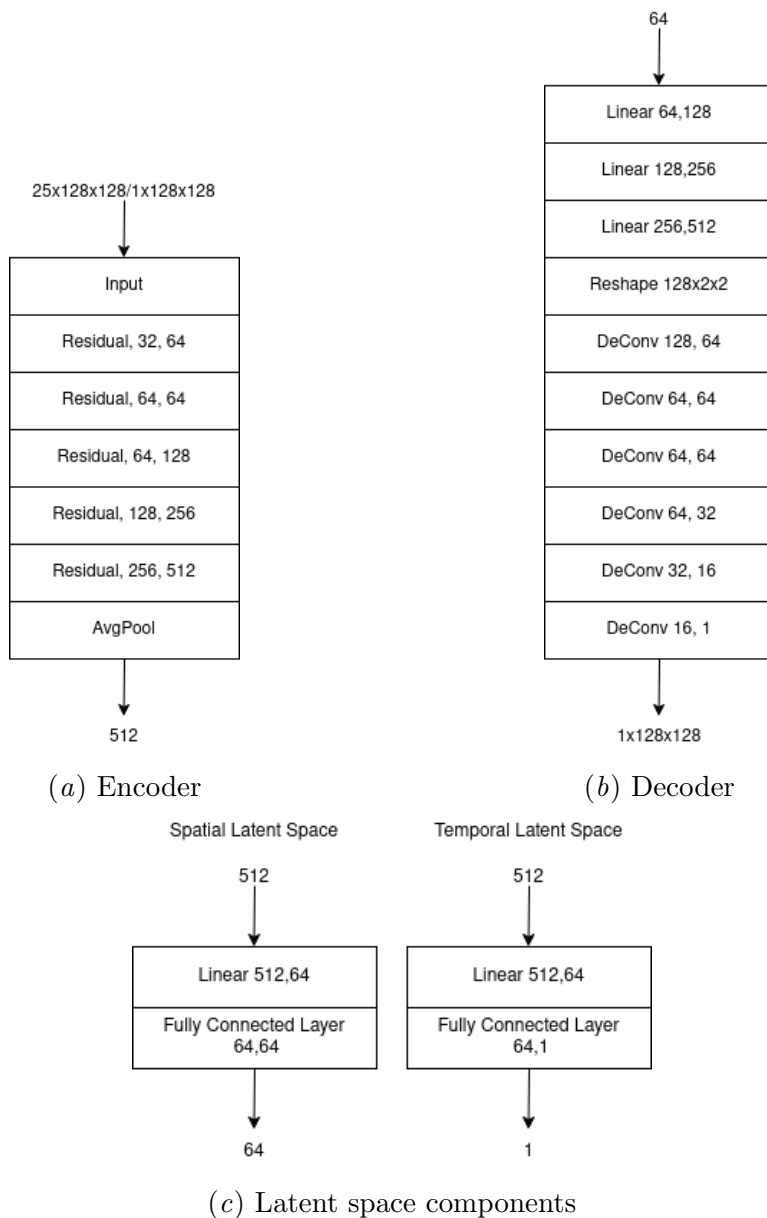 25x128x128/1x128x128
Input
Residual, 32, 64
Residual, 64, 64
Residual, 64, 128
Residual, 128, 256
Residual, 256, 512
AvgPool
512
(a) Encoder
64
Linear 64,128
Linear 128,256
Linear 256,512
Reshape 128x2x2
DeConv 128, 64
DeConv 64, 64
DeConv 64, 64
DeConv 64, 32
DeConv 32, 16
DeConv 16, 1
1x128x128
(b) Decoder
Spatial Latent Space
512
Linear 512,64
Fully Connected Layer
64,64
64
Temporal Latent Space
512
Linear 512,64
Fully Connected Layer
64,1
1
(c) Latent space components